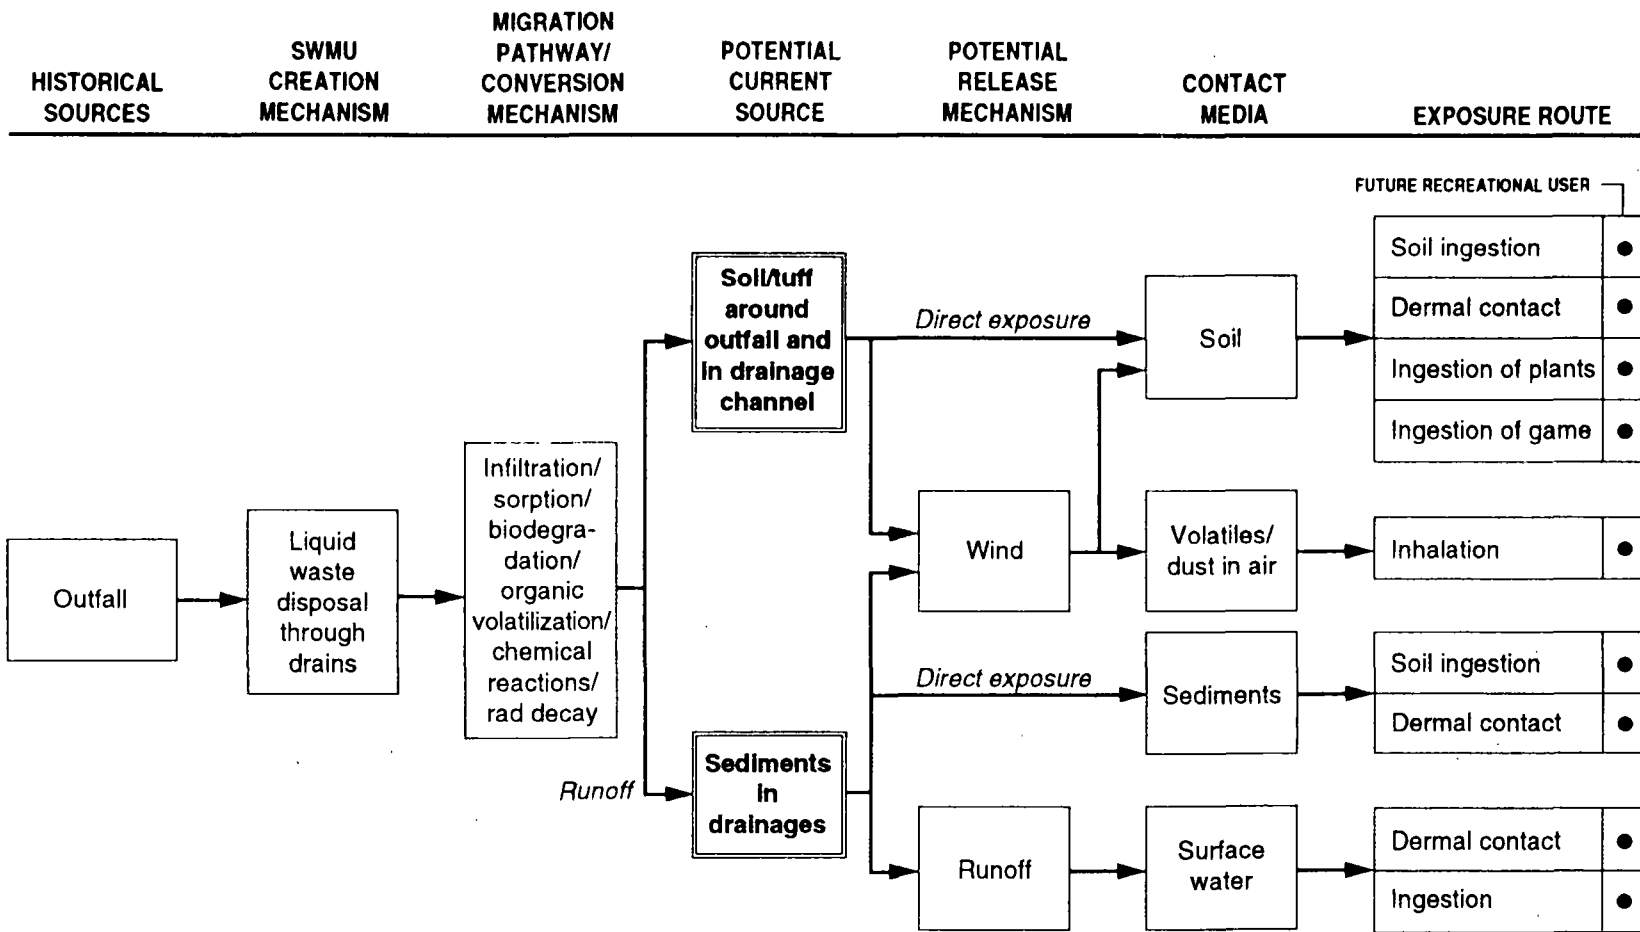 HISTORICAL
SOURCES
SWMU
CREATION
MECHANISM
MIGRATION
PATHWAY/
CONVERSION
MECHANISM
POTENTIAL
CURRENT
SOURCE
POTENTIAL
RELEASE
MECHANISM
CONTACT
MEDIA
EXPOSURE ROUTE
FUTURE RECREATIONAL USER
Outfall
Liquid
waste
disposal
through
drains
Infiltration/
sorption/
biodegra-
dation/
organic
volatilization/
chemical
reactions/
rad decay
Runoff
Soil/tuff
around
outfall and
in drainage
channel
Sediments
in
drainages
Direct exposure
Wind
Direct exposure
Runoff
Soil
Volatiles/
dust in air
Sediments
Surface
water
Soil ingestion
Dermal contact
Ingestion of plants
Ingestion of game
Inhalation
Soil ingestion
Dermal contact
Dermal contact
Ingestion